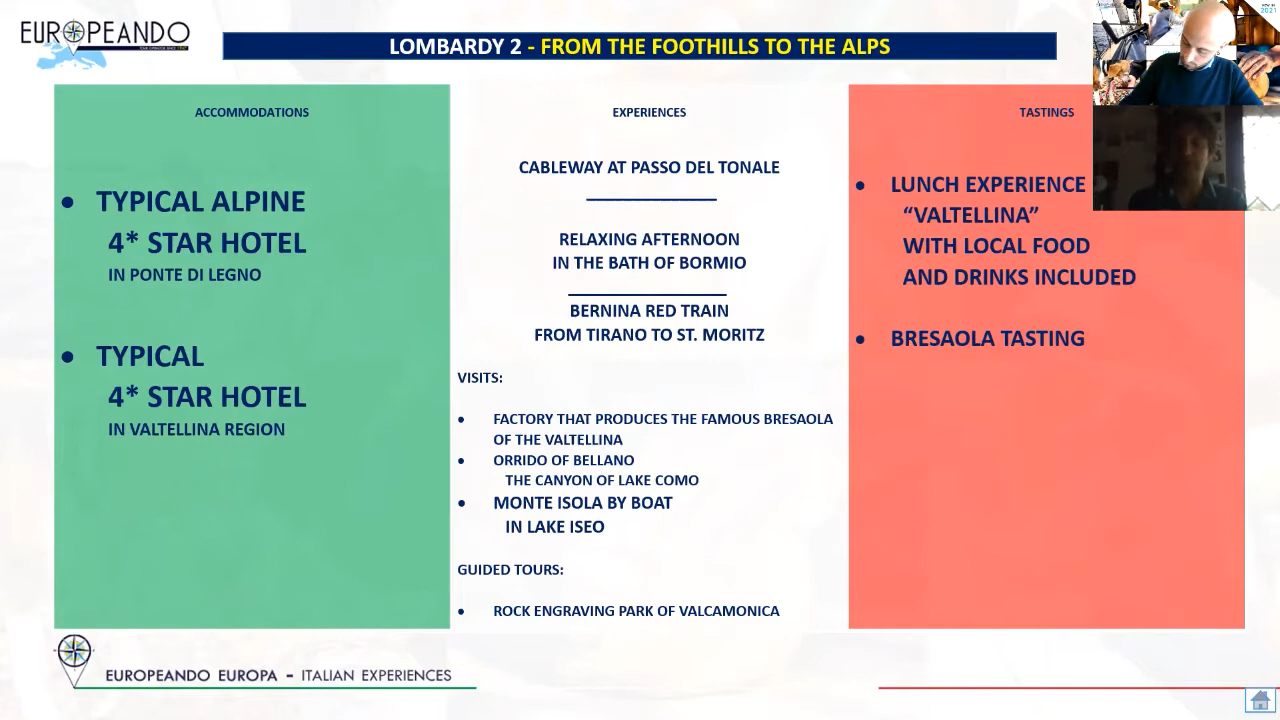 EUROPEANDO
LOMBARDY 2 - FROM THE FOOTHILLS TO THE ALPS
2021
ACCOMMODATIONS
• TYPICAL ALPINE
4* STAR HOTEL
IN PONTE DI LEGNO
• TYPICAL
4* STAR HOTEL
IN VALTELLINA REGION
EXPERIENCES
CABLEWAY AT PASSO DEL TONALE
RELAXING AFTERNOON
IN THE BATH OF BORMIO
BERNINA RED TRAIN
FROM TIRANO TO ST. MORITZ
VISITS:
• FACTORY THAT PRODUCES THE FAMOUS BRESAOLA
OF THE VALTELLINA
• ORRIDO OF BELLANO
THE CANYON OF LAKE COMO
• MONTE ISOLA BY BOAT
IN LAKE ISEO
GUIDED TOURS:
• ROCK ENGRAVING PARK OF VALCAMONICA
TASTINGS
• LUNCH EXPERIENCE
“VALTELLINA”
WITH LOCAL FOOD
AND DRINKS INCLUDED
• BRESAOLA TASTING
EUROPEANDO EUROPA – ITALIAN EXPERIENCES